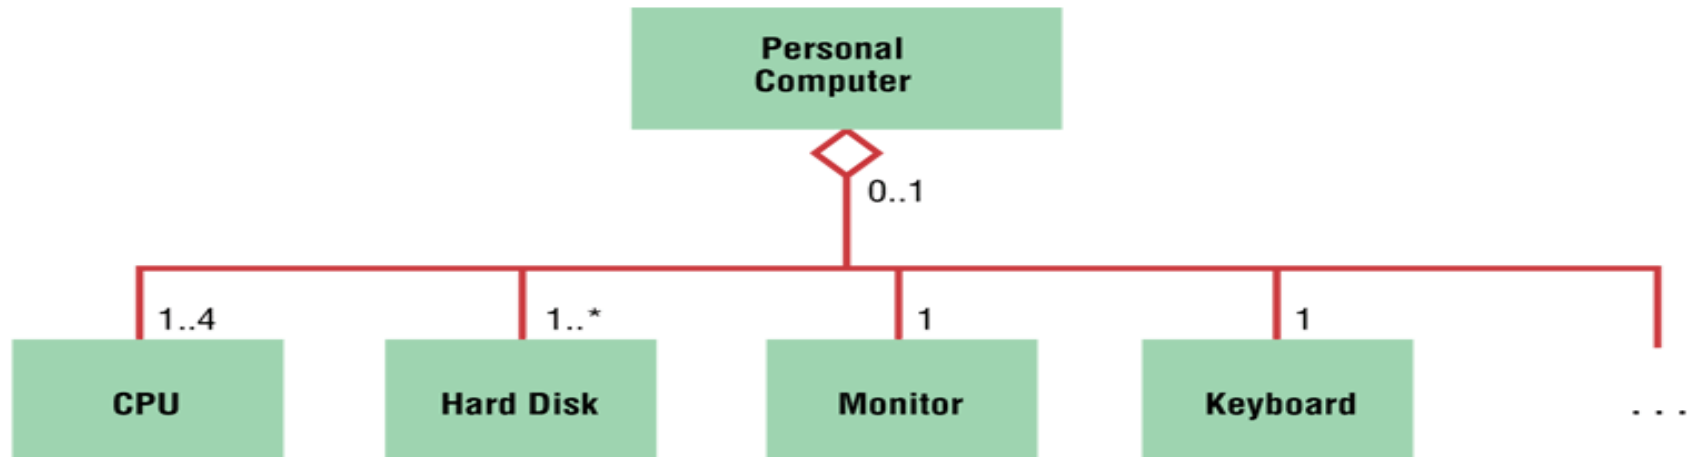 Personal
Computer
0..1
1..4
1..*
1
1
CPU
Hard Disk
Monitor
Keyboard
. . .